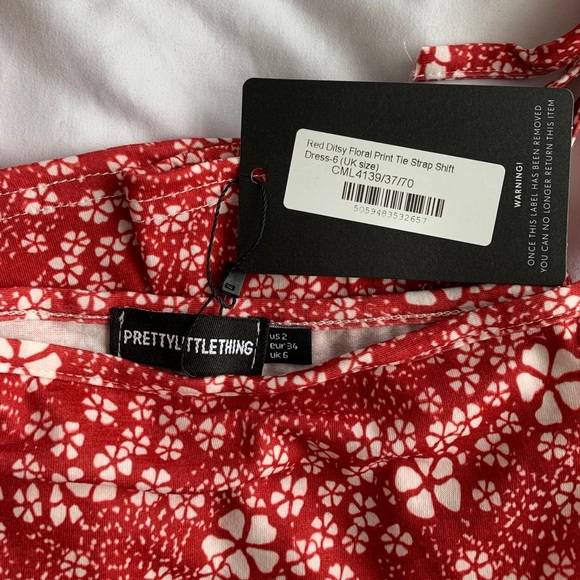 Red Ditsy Floral Print Tie Strap Shift
Dress-6 (UK size)
CML4139/37/70
5059483532657
WARNING!
ONCE THIS LABEL HAS BEEN REMOVED
YOU CAN NO LONGER RETURN THIS ITEM
PRETTYLITTLETHING
us 2
eur 34
uk 6